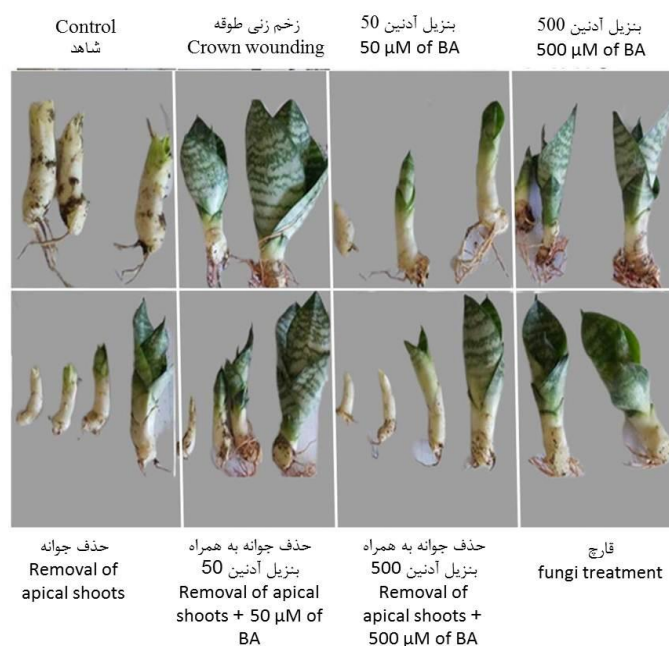 Control
شاهد
زخم زنی طوقه
Crown wounding
بنزیل آدنین 50
50 µM of BA
بنزیل آدنین 500
500 µM of BA
حذف جوانه
Removal of
apical shoots
حذف جوانه به همراه
بنزیل آدنین 50
Removal of apical
shoots + 50 µM of
BA
حذف جوانه به همراه
بنزیل آدنین 500
Removal of
apical shoots +
500 µM of BA
قارچ
fungi treatment